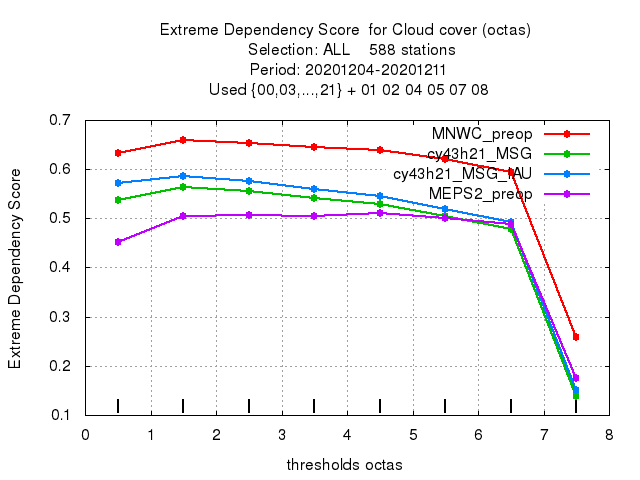 Extreme Dependency Score  for Cloud cover (octas)
Selection: ALL    588 stations
Period: 20201204-20201211
Used {00,03,...,21} + 01 02 04 05 07 08
Extreme Dependency Score
0.7
0.6
0.5
0.4
0.3
0.2
0.1
MNWC_preop
cy43h21_MSG
cy43h21_MSG_IAU
MEPS2_preop
0 1 2 3 4 5 6 7 8
thresholds octas